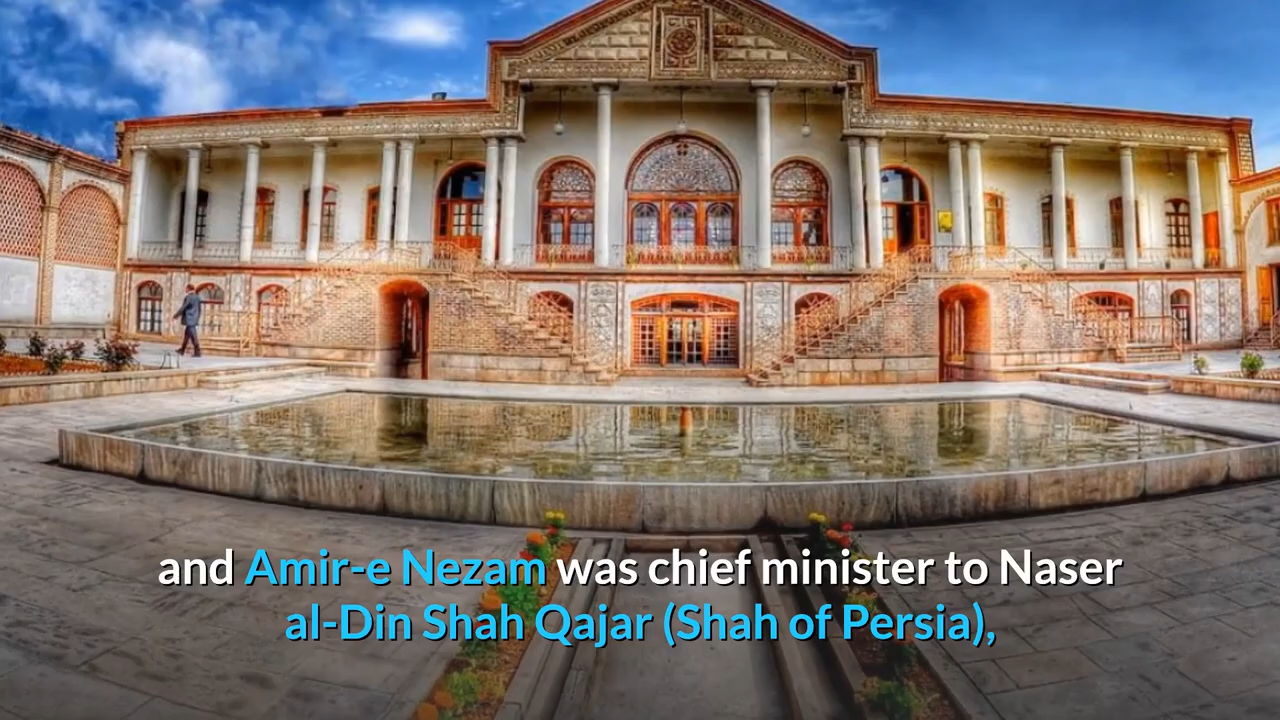 and Amir-e Nezam was chief minister to Naser
al-Din Shah Qajar (Shah of Persia),